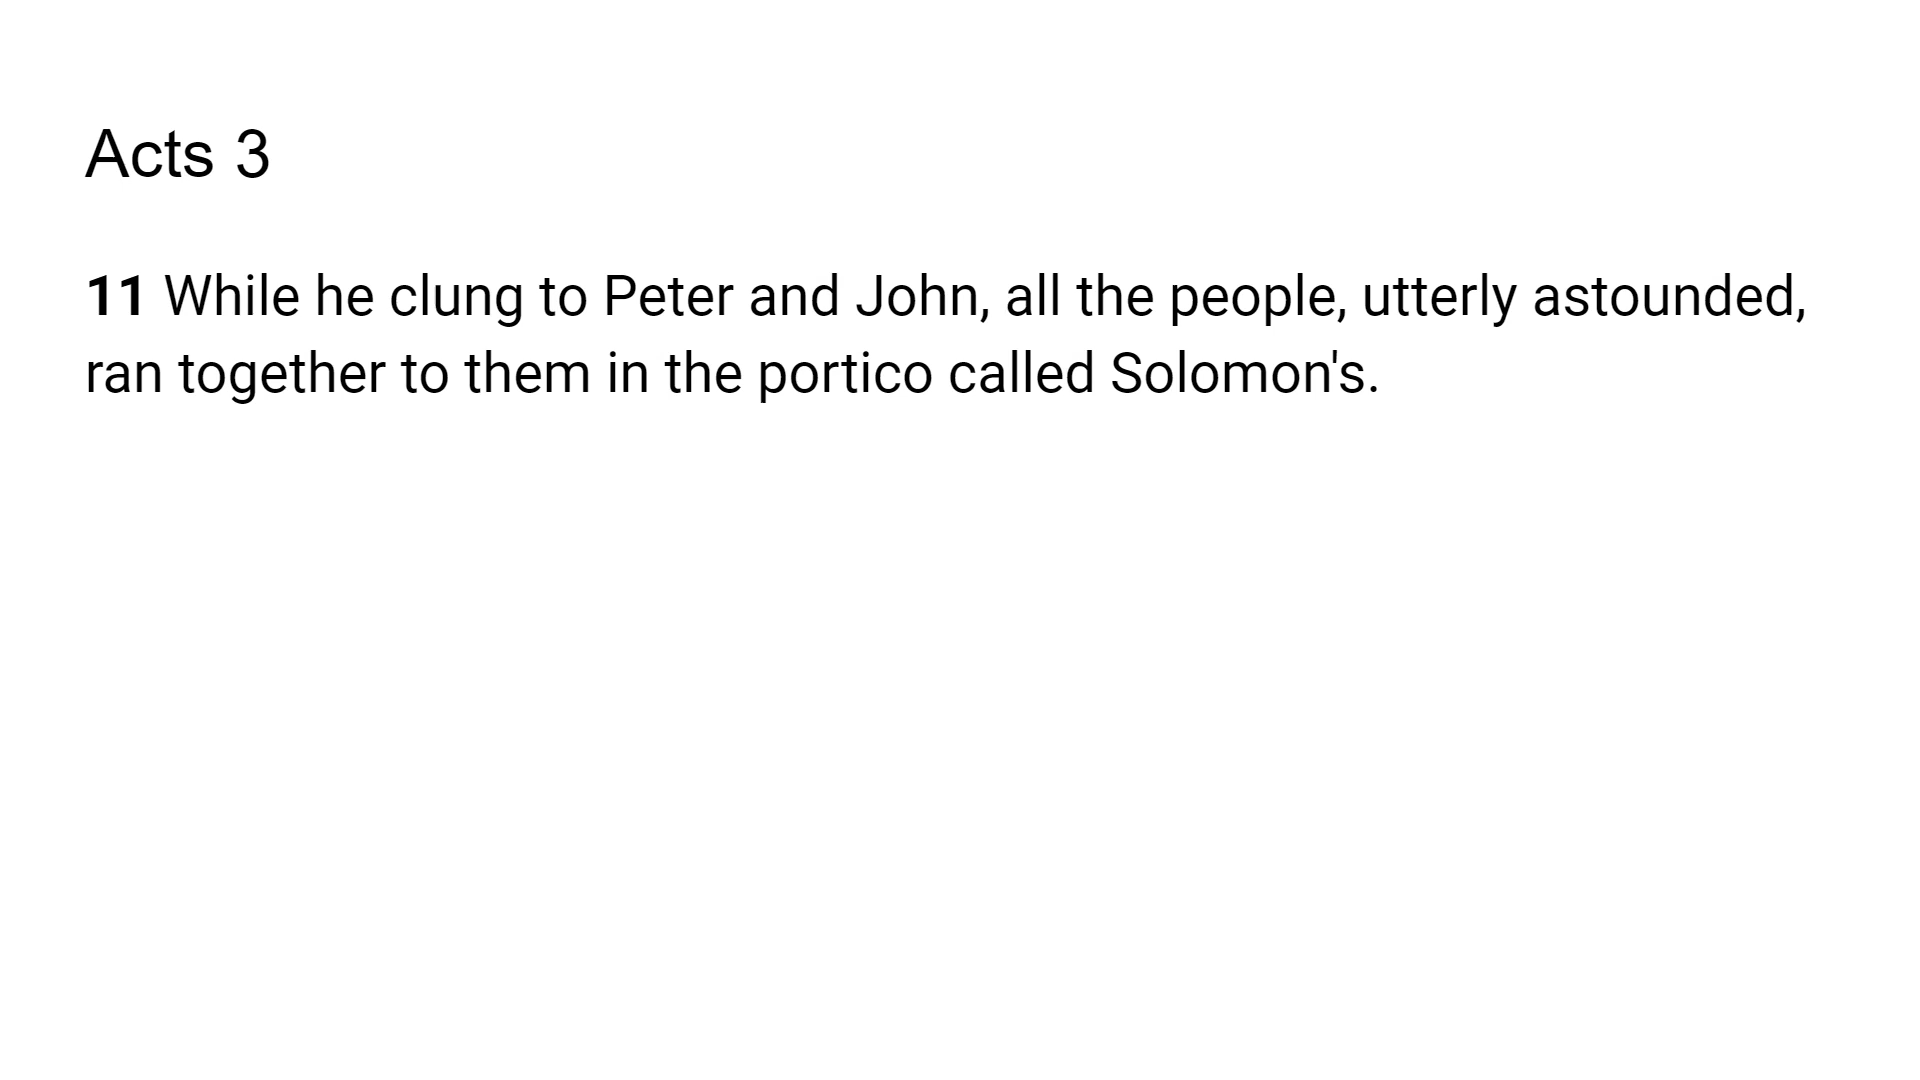 Acts 3
11 While he clung to Peter and John, all the people, utterly astounded,
ran together to them in the portico called Solomon's.